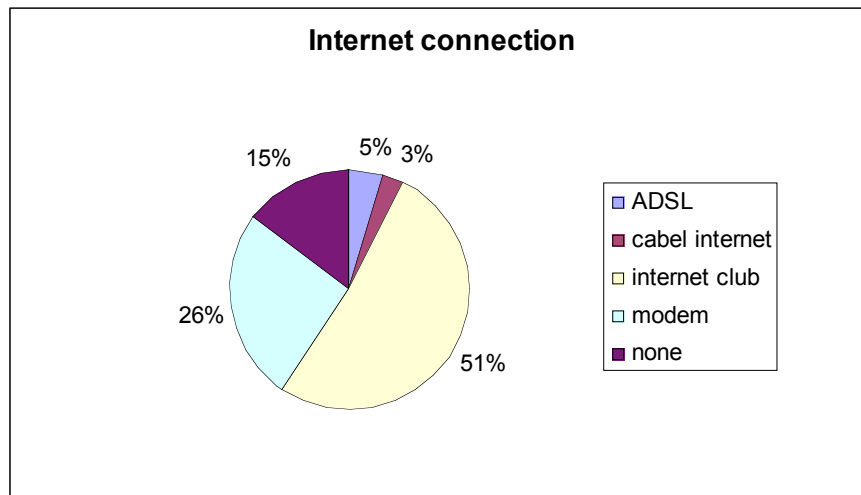 Internet connection
5%
3%
15%
26%
51%
ADSL
cabel internet
internet club
modem
none